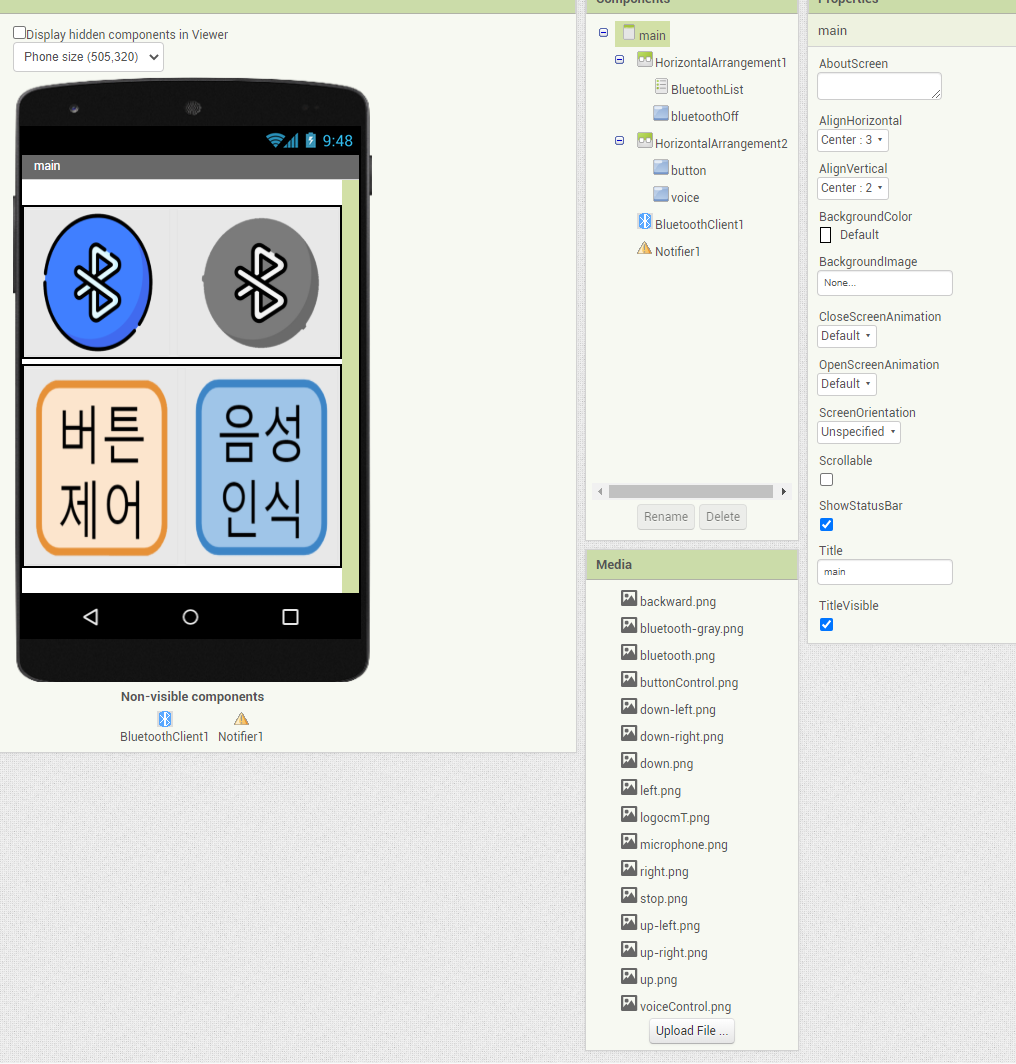 Components
Properties
Display hidden components in Viewer
Phone size (505,320)
9:48
main
버튼
제어
음성
인식
Non-visible components
BluetoothClient1
Notifier1
main
HorizontalArrangement1
BluetoothList
bluetoothOff
HorizontalArrangement2
button
voice
BluetoothClient1
Notifier1
Rename
Delete
Media
backward.png
bluetooth-gray.png
bluetooth.png
buttonControl.png
down-left.png
down-right.png
down.png
left.png
logocmT.png
microphone.png
right.png
stop.png
up-left.png
up-right.png
up.png
voiceControl.png
Upload File ...
main
AboutScreen
AlignHorizontal
Center : 3
AlignVertical
Center : 2
BackgroundColor
Default
BackgroundImage
None...
CloseScreenAnimation
Default
OpenScreenAnimation
Default
ScreenOrientation
Unspecified
Scrollable
ShowStatusBar
Title
main
TitleVisible